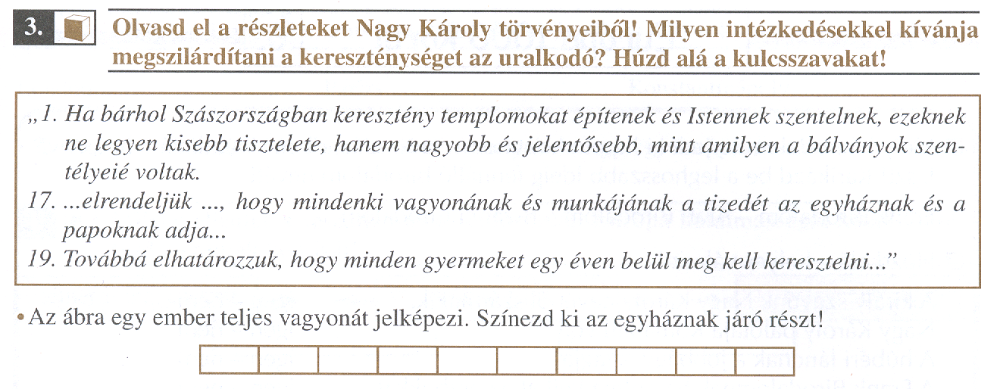 3. Olvasd el a részleteket Nagy Károly törvényeiből! Milyen intézkedésekkel kívánja
megszilárdítani a kereszténységet az uralkodó? Húzd alá a kulcsszavakat!
„1. Ha bárhol Szászországban keresztény templomokat építenek és Istennek szentelnek, ezeknek
ne legyen kisebb tisztelete, hanem nagyobb és jelentősebb, mint amilyen a bálványok szen-
télyeié voltak.
17. ...elrendeljük ..., hogy mindenki vagyonának és munkájának a tizedét az egyháznak és a
papoknak adja...
19. Továbbá elhatározzuk, hogy minden gyermeket egy éven belül meg kell keresztelni...”
• Az ábra egy ember teljes vagyonát jelképezi. Színezd ki az egyháznak járó részt!